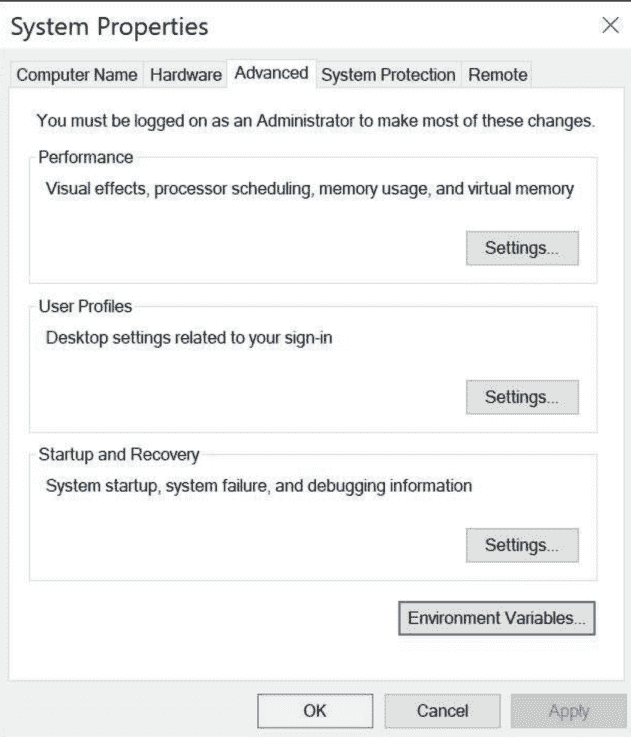 System Properties
Computer Name Hardware Advanced System Protection Remote
You must be logged on as an Administrator to make most of these changes.
Performance
Visual effects, processor scheduling, memory usage, and virtual memory
Settings...
User Profiles
Desktop settings related to your sign-in
Settings...
Startup and Recovery
System startup, system failure, and debugging information
Settings...
Environment Variables...
OK Cancel Apply